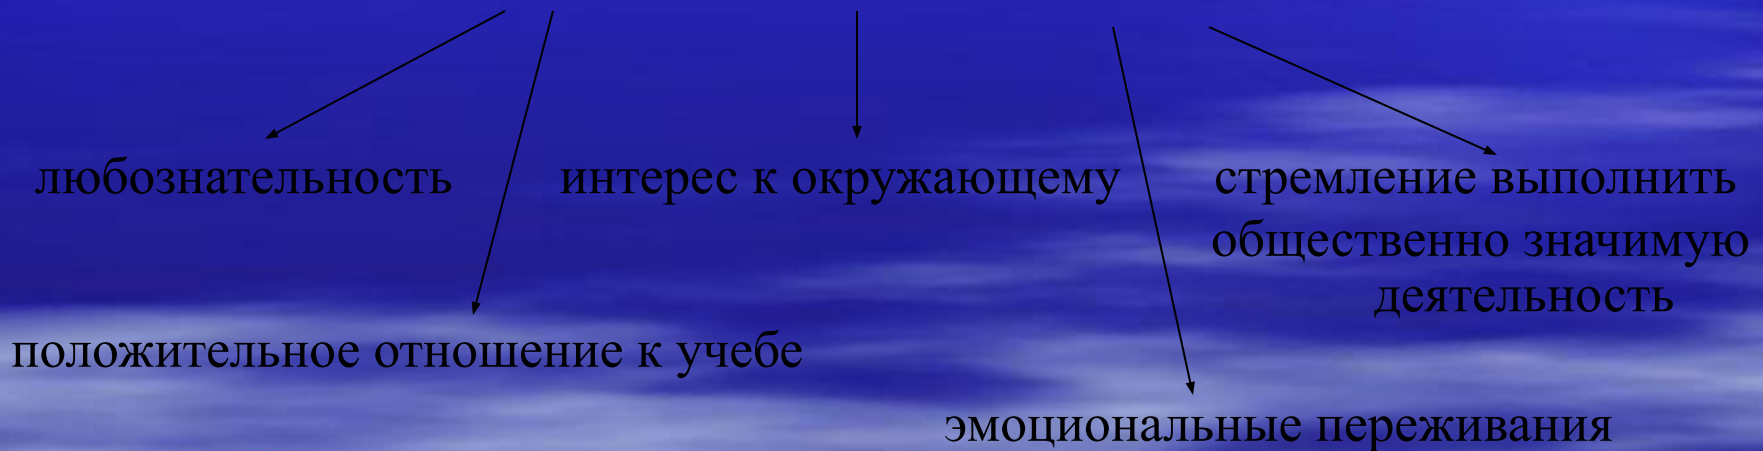 любознательность
интерес к окружающему
стремление выполнить
общественно значимую
деятельность
положительное отношение к учебе
эмоциональные переживания